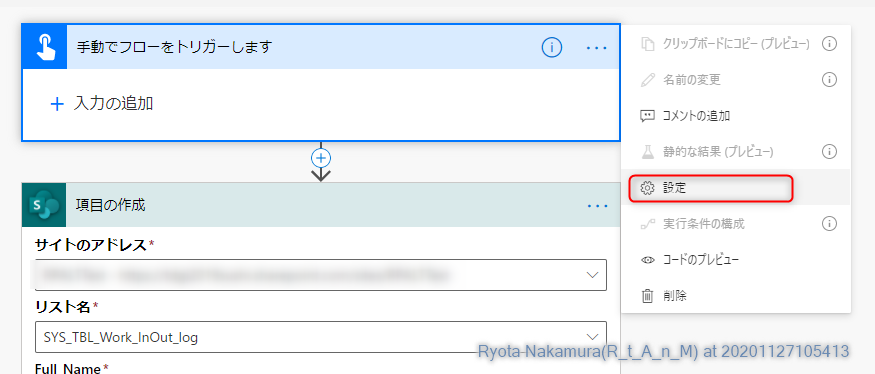 手動でフローをトリガーします
入力の追加
項目の作成
サイトのアドレス*
リスト名*
SYS_TBL_Work_InOut_log
Full_Name*
クリップボードにコピー (プレビュー)
名前の変更
コメントの追加
静的な結果 (プレビュー)
設定
実行条件の構成
コードのプレビュー
削除
Ryota Nakamura(R_t_A_n_M) at 20201127105413